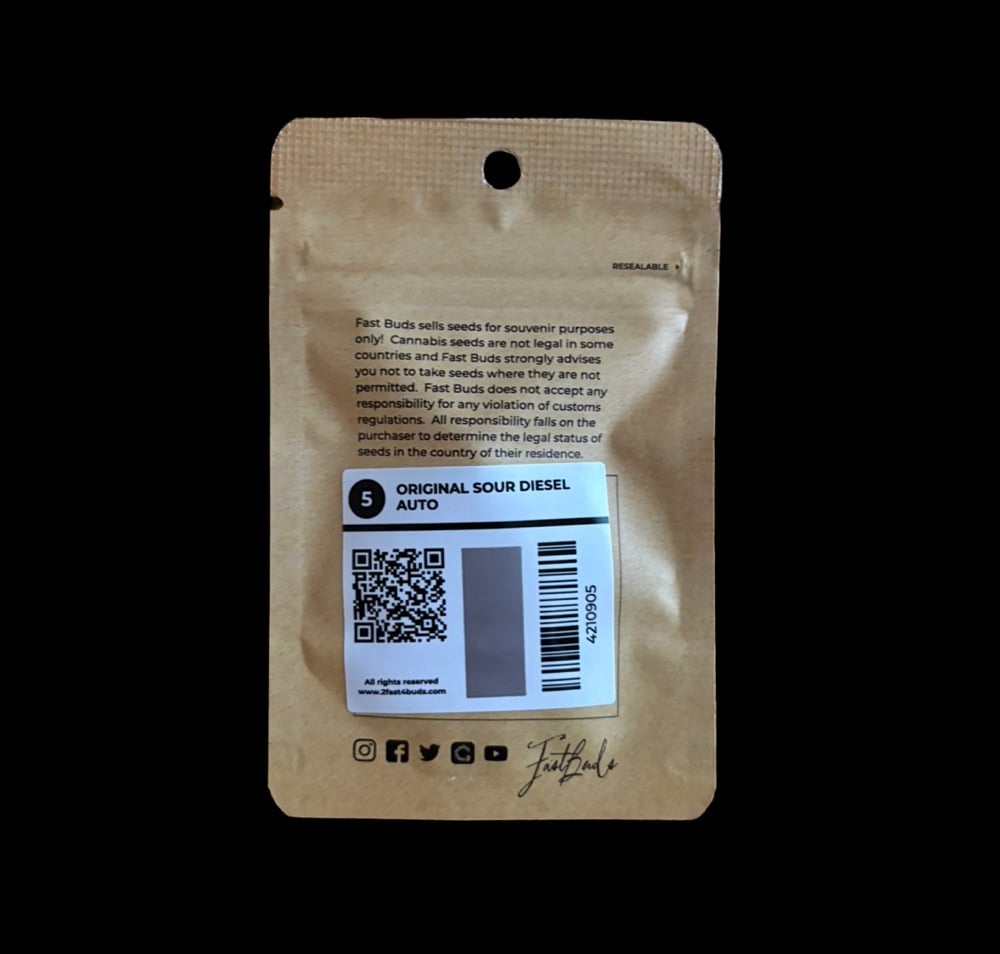 RESEALABLE
Fast Buds sells seeds for souvenir purposes
only! Cannabis seeds are not legal in some
countries and Fast Buds strongly advises
you not to take seeds where they are not
permitted. Fast Buds does not accept any
responsibility for any violation of customs
regulations. All responsibility falls on the
purchaser to determine the legal status of
seeds in the country of their residence.
5
ORIGINAL SOUR DIESEL
AUTO
4210905
All rights reserved
www.2fast4buds.com
FastBuds